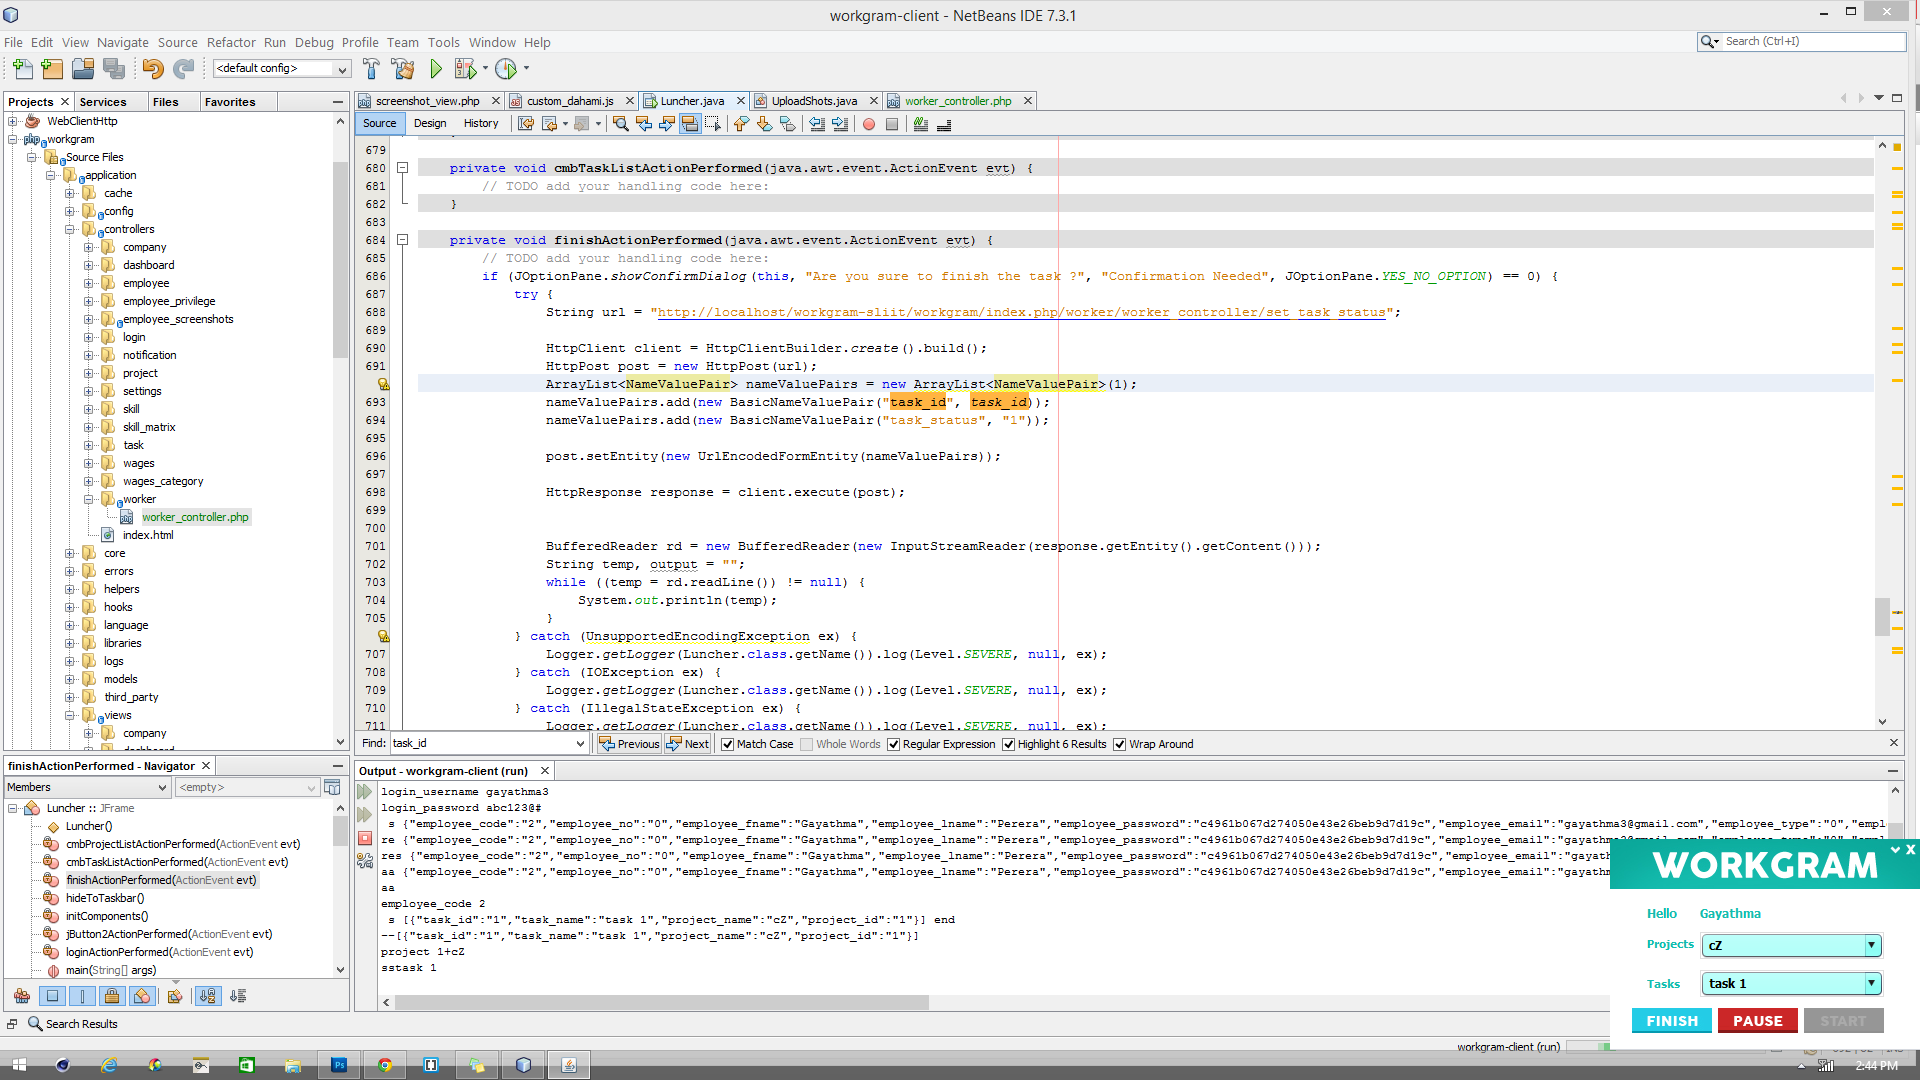 workgram-client - NetBeans IDE 7.3.1
File Edit View Navigate Source Refactor Run Debug Profile Team Tools Window Help
Search (Ctrl+I)
<default config>
Projects Services Files Favorites
screenshot_view.php custom_dahami.js Luncher.java UploadShots.java worker_controller.php
Source Design History
WebClientHttp
workgram
Source Files
application
cache
config
controllers
company
dashboard
employee
employee_privilege
employee_screenshots
login
notification
project
settings
skill
skill_matrix
task
wages
wages_category
worker
worker_controller.php
index.html
core
errors
helpers
hooks
language
libraries
logs
models
third_party
views
company
dashboard
679
680 private void cmbTaskListActionPerformed(java.awt.event.ActionEvent evt) {
681 // TODO add your handling code here:
682 }
683
684 private void finishActionPerformed(java.awt.event.ActionEvent evt) {
685 // TODO add your handling code here:
686 if (JOptionPane.showConfirmDialog(this, "Are you sure to finish the task ?", "Confirmation Needed", JOptionPane.YES_NO_OPTION) == 0) {
687 try {
688 String url = "http://localhost/workgram-sliit/workgram/index.php/worker/worker_controller/set_task_status";
689
690 HttpClient client = HttpClientBuilder.create().build();
691 HttpPost post = new HttpPost(url);
ArrayList<NameValuePair> nameValuePairs = new ArrayList<NameValuePair>(1);
693 nameValuePairs.add(new BasicNameValuePair("task_id", task_id));
694 nameValuePairs.add(new BasicNameValuePair("task_status", "1"));
695
696 post.setEntity(new UrlEncodedFormEntity(nameValuePairs));
697
698 HttpResponse response = client.execute(post);
699
700
701 BufferedReader rd = new BufferedReader(new InputStreamReader(response.getEntity().getContent()));
702 String temp, output = "";
703 while ((temp = rd.readLine()) != null) {
704 System.out.println(temp);
705 }
} catch (UnsupportedEncodingException ex) {
707 Logger.getLogger(Luncher.class.getName()).log(Level.SEVERE, null, ex);
708 } catch (IOException ex) {
709 Logger.getLogger(Luncher.class.getName()).log(Level.SEVERE, null, ex);
710 } catch (IllegalStateException ex) {
711 Logger.getLogger(Luncher.class.getName()).log(Level.SEVERE, null, ex);
Find: task_id Previous Next Match Case Whole Words Regular Expression Highlight 6 Results Wrap Around
finishActionPerformed - Navigator
Members <empty>
Luncher :: JFrame
Luncher()
cmbProjectListActionPerformed(ActionEvent evt)
cmbTaskListActionPerformed(ActionEvent evt)
finishActionPerformed(ActionEvent evt)
hideToTaskbar()
initComponents()
jButton2ActionPerformed(ActionEvent evt)
loginActionPerformed(ActionEvent evt)
main(String[] args)
Output - workgram-client (run)
login_username gayathma3
login_password abc123@#
s {"employee_code":"2","employee_no":"0","employee_fname":"Gayathma","employee_lname":"Perera","employee_password":"c4961b067d274050e43e26beb9d7d19c","employee_email":"gayathma3@gmail.com","employee_type":"0","empl
re {"employee_code":"2","employee_no":"0","employee_fname":"Gayathma","employee_lname":"Perera","employee_password":"c4961b067d274050e43e26beb9d7d19c","employee_email":"gayathma3@gmail.com","employee_type":"0","emp
res {"employee_code":"2","employee_no":"0","employee_fname":"Gayathma","employee_lname":"Perera","employee_password":"c4961b067d274050e43e26beb9d7d19c","employee_email":"gayath
aa {"employee_code":"2","employee_no":"0","employee_fname":"Gayathma","employee_lname":"Perera","employee_password":"c4961b067d274050e43e26beb9d7d19c","employee_email":"gayathm
aa
employee_code 2
s [{"task_id":"1","task_name":"task 1","project_name":"cZ","project_id":"1"}] end
--[{"task_id":"1","task_name":"task 1","project_name":"cZ","project_id":"1"}]
project 1+cZ
sstask 1
WORKGRAM
x
Hello Gayathma
Projects cZ
Tasks task 1
FINISH PAUSE START
Search Results
workgram-client (run)
Ps
2:44 PM